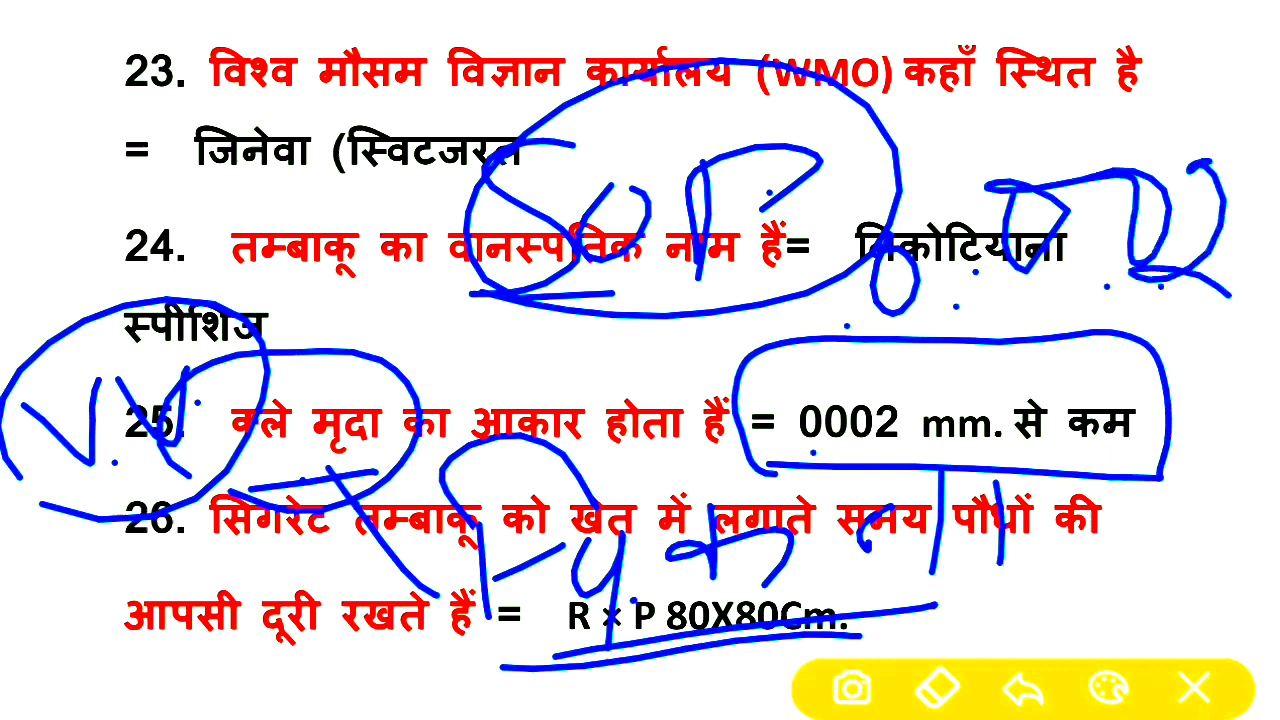 23. विश्व मौसम विज्ञान कार्यालय (WMO) कहाँ स्थित है
= जिनेवा (स्विटजरल
24. तम्बाकू का वानस्पतिक नाम हैं= निकोटियाना
स्पीशिज
25. क्ले मृदा का आकार होता हैं = 0002 mm. से कम
26. सिगरेट तम्बाकू को खेत में लगाते समय पौधों की
आपसी दूरी रखते हैं = R × P 80X80Cm.